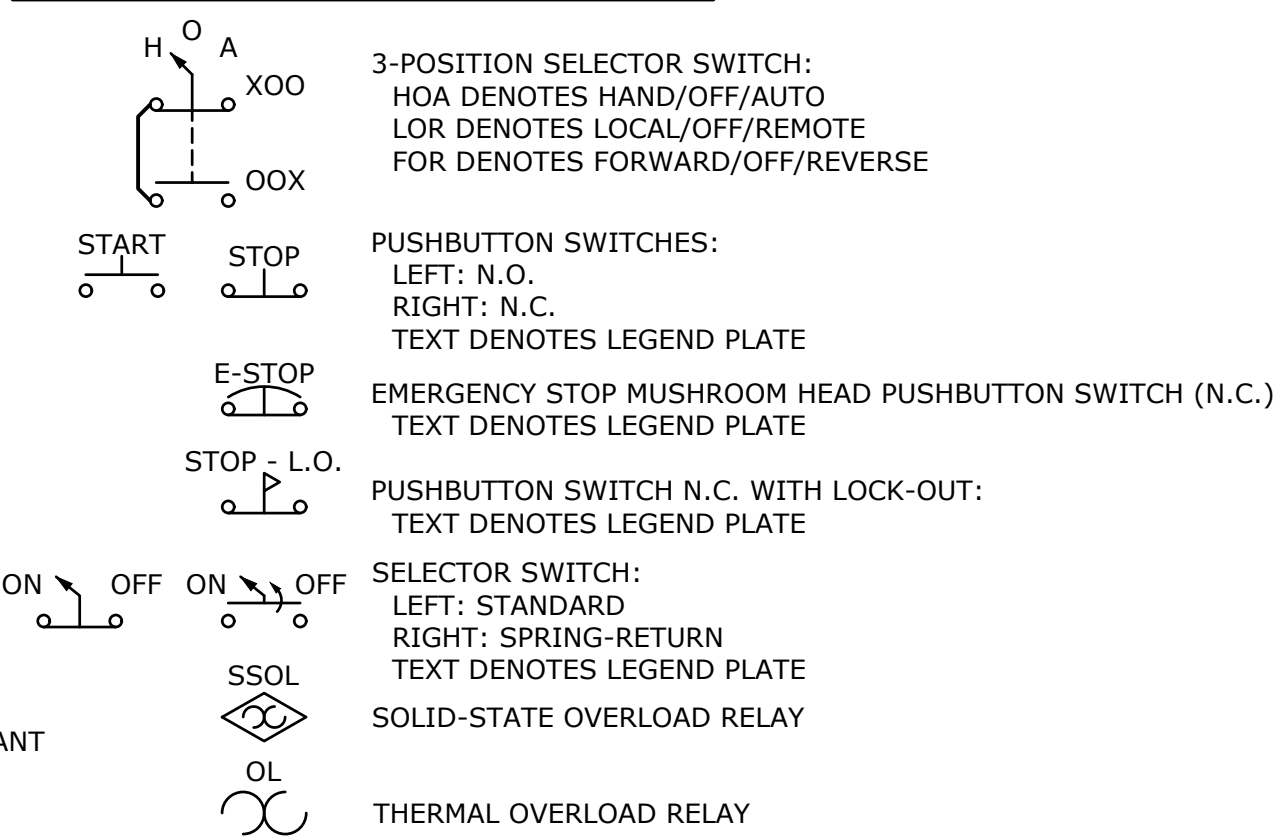 H O A
XOO
OOX
3-POSITION SELECTOR SWITCH:
HOA DENOTES HAND/OFF/AUTO
LOR DENOTES LOCAL/OFF/REMOTE
FOR DENOTES FORWARD/OFF/REVERSE
START STOP
PUSHBUTTON SWITCHES:
LEFT: N.O.
RIGHT: N.C.
TEXT DENOTES LEGEND PLATE
E-STOP
EMERGENCY STOP MUSHROOM HEAD PUSHBUTTON SWITCH (N.C.)
TEXT DENOTES LEGEND PLATE
STOP - L.O.
PUSHBUTTON SWITCH N.C. WITH LOCK-OUT:
TEXT DENOTES LEGEND PLATE
ON OFF ON OFF
SELECTOR SWITCH:
LEFT: STANDARD
RIGHT: SPRING-RETURN
TEXT DENOTES LEGEND PLATE
SSOL
SOLID-STATE OVERLOAD RELAY
ANT
OL
THERMAL OVERLOAD RELAY